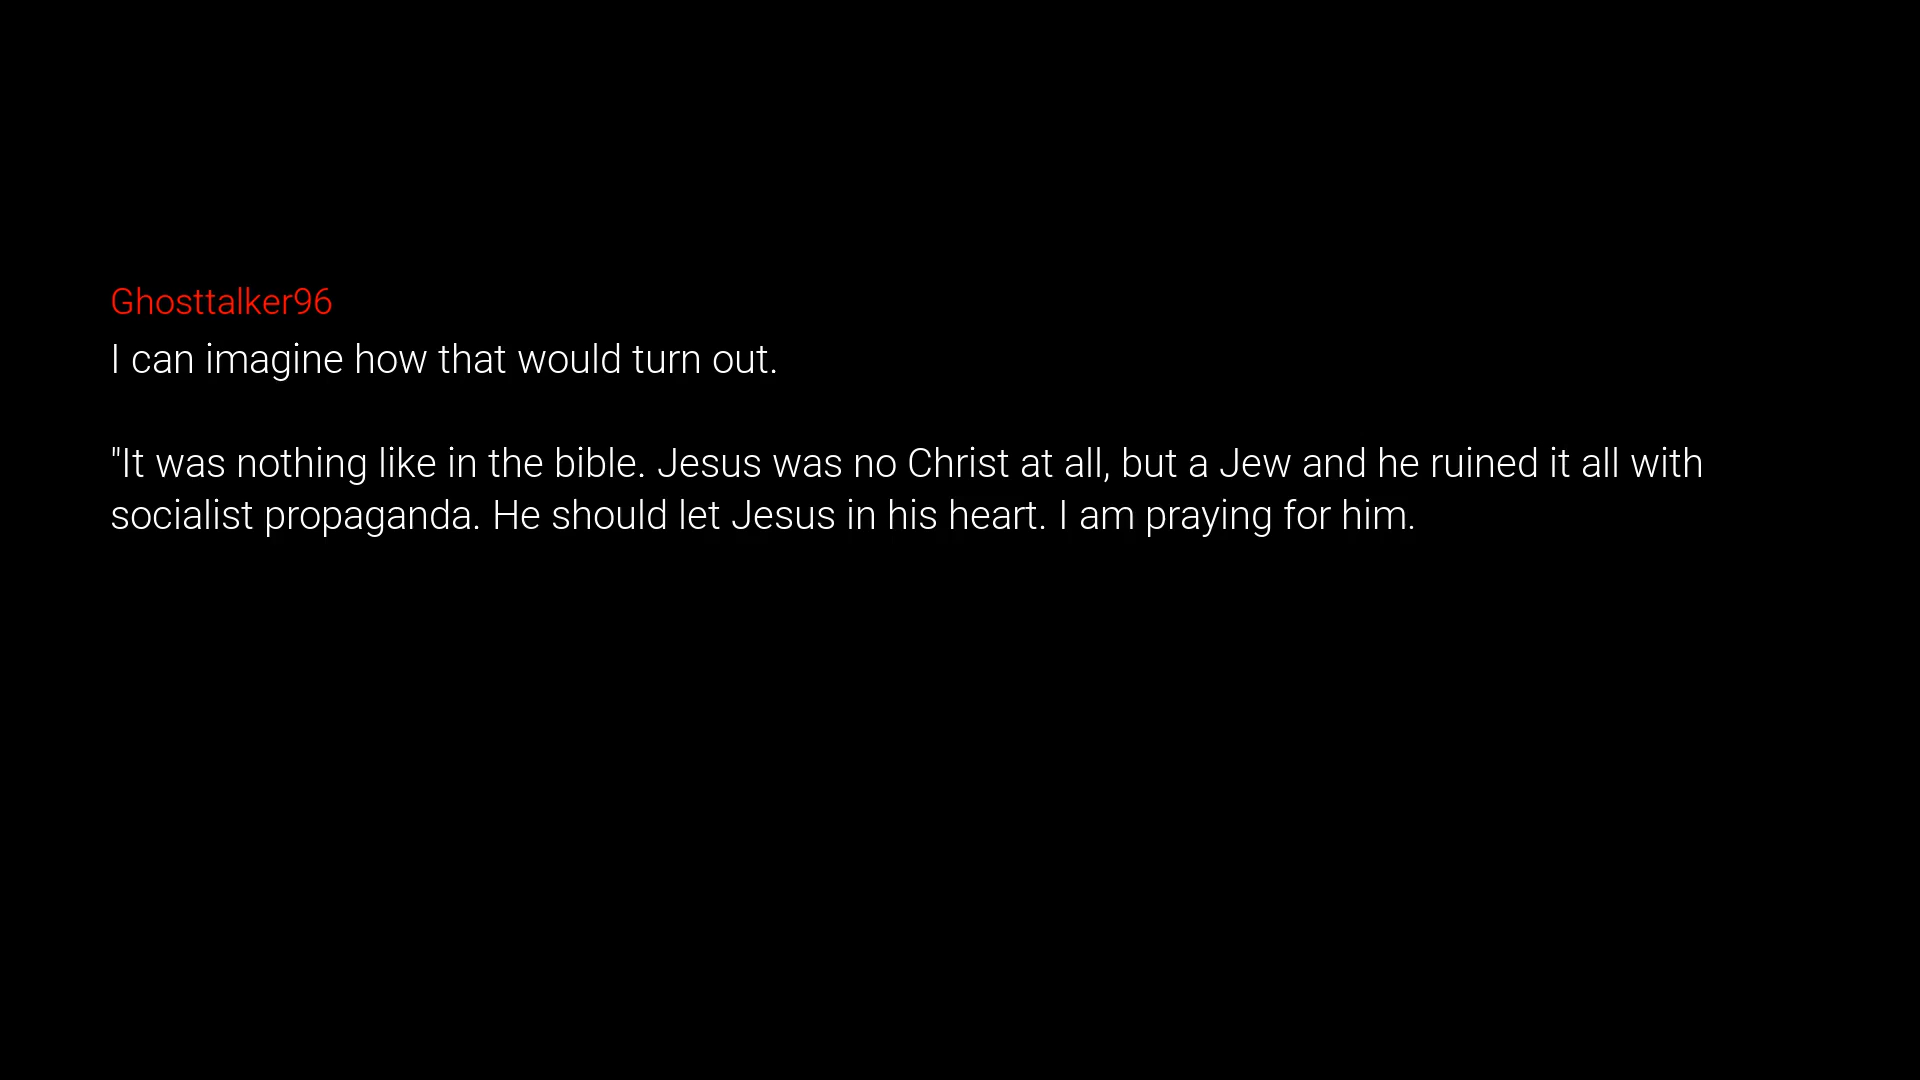 Ghosttalker96
I can imagine how that would turn out.
"It was nothing like in the bible. Jesus was no Christ at all, but a Jew and he ruined it all with
socialist propaganda. He should let Jesus in his heart. I am praying for him.